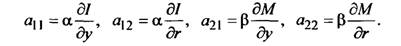 a₁₁ = α ∂I/∂y, a₁₂ = α ∂I/∂r, a₂₁ = β ∂M/∂y, a₂₂ = β ∂M/∂r.